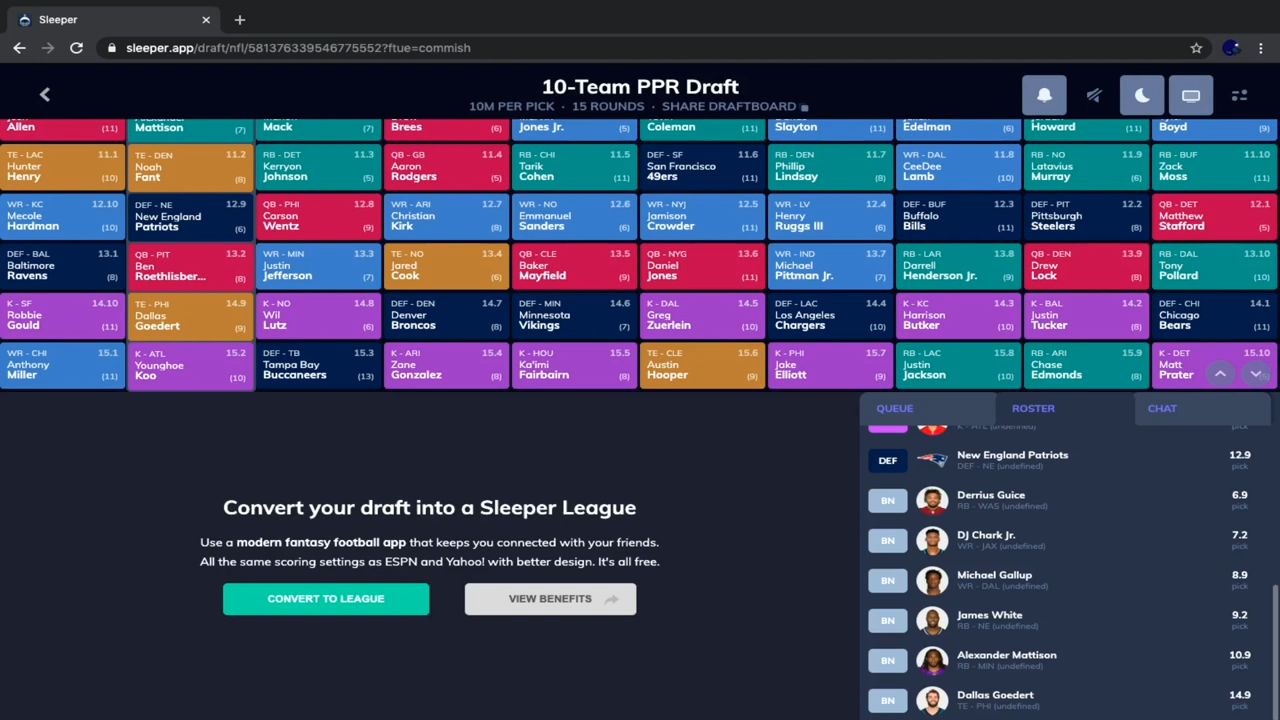 Sleeper
sleeper.app/draft/nfl/581376339546775552?ftue=commish
10-Team PPR Draft
10M PER PICK · 15 ROUNDS · SHARE DRAFTBOARD
Allen (11)
Mattison (7)
Mack (7)
Brees (6)
Jones Jr. (5)
Coleman (11)
Slayton (11)
Edelman (6)
Howard (11)
Boyd (9)
TE - LAC 11.1
Hunter
Henry (10)
TE - DEN 11.2
Noah
Fant (8)
RB - DET 11.3
Kerryon
Johnson (5)
QB - GB 11.4
Aaron
Rodgers (5)
RB - CHI 11.5
Tarik
Cohen (11)
DEF - SF 11.6
San Francisco
49ers (11)
RB - DEN 11.7
Phillip
Lindsay (8)
WR - DAL 11.8
CeeDee
Lamb (10)
RB - NO 11.9
Latavius
Murray (6)
RB - BUF 11.10
Zack
Moss (11)
WR - KC 12.10
Mecole
Hardman (10)
DEF - NE 12.9
New England
Patriots (6)
QB - PHI 12.8
Carson
Wentz (9)
WR - ARI 12.7
Christian
Kirk (8)
WR - NO 12.6
Emmanuel
Sanders (6)
WR - NYJ 12.5
Jamison
Crowder (11)
WR - LV 12.4
Henry
Ruggs III (6)
DEF - BUF 12.3
Buffalo
Bills (11)
DEF - PIT 12.2
Pittsburgh
Steelers (8)
QB - DET 12.1
Matthew
Stafford (5)
DEF - BAL 13.1
Baltimore
Ravens (8)
QB - PIT 13.2
Ben
Roethlisber... (8)
WR - MIN 13.3
Justin
Jefferson (7)
TE - NO 13.4
Jared
Cook (6)
QB - CLE 13.5
Baker
Mayfield (9)
QB - NYG 13.6
Daniel
Jones (11)
WR - IND 13.7
Michael
Pittman Jr. (7)
RB - LAR 13.8
Darrell
Henderson Jr. (9)
QB - DEN 13.9
Drew
Lock (8)
RB - DAL 13.10
Tony
Pollard (10)
K - SF 14.10
Robbie
Gould (11)
TE - PHI 14.9
Dallas
Goedert (9)
K - NO 14.8
Wil
Lutz (6)
DEF - DEN 14.7
Denver
Broncos (8)
DEF - MIN 14.6
Minnesota
Vikings (7)
K - DAL 14.5
Greg
Zuerlein (10)
DEF - LAC 14.4
Los Angeles
Chargers (10)
K - KC 14.3
Harrison
Butker (10)
K - BAL 14.2
Justin
Tucker (8)
DEF - CHI 14.1
Chicago
Bears (11)
WR - CHI 15.1
Anthony
Miller (11)
K - ATL 15.2
Younghoe
Koo (10)
DEF - TB 15.3
Tampa Bay
Buccaneers (13)
K - ARI 15.4
Zane
Gonzalez (8)
K - HOU 15.5
Ka'imi
Fairbairn (8)
TE - CLE 15.6
Austin
Hooper (9)
K - PHI 15.7
Jake
Elliott (9)
RB - LAC 15.8
Justin
Jackson (10)
RB - ARI 15.9
Chase
Edmonds (8)
K - DET 15.10
Matt
Prater
QUEUE ROSTER CHAT
K - ATL (undefined) pick
DEF New England Patriots 12.9
DEF - NE (undefined) pick
BN Derrius Guice 6.9
RB - WAS (undefined) pick
BN DJ Chark Jr. 7.2
WR - JAX (undefined) pick
BN Michael Gallup 8.9
WR - DAL (undefined) pick
BN James White 9.2
RB - NE (undefined) pick
BN Alexander Mattison 10.9
RB - MIN (undefined) pick
BN Dallas Goedert 14.9
TE - PHI (undefined) pick
Convert your draft into a Sleeper League
Use a modern fantasy football app that keeps you connected with your friends.
All the same scoring settings as ESPN and Yahoo! with better design. It's all free.
CONVERT TO LEAGUE
VIEW BENEFITS